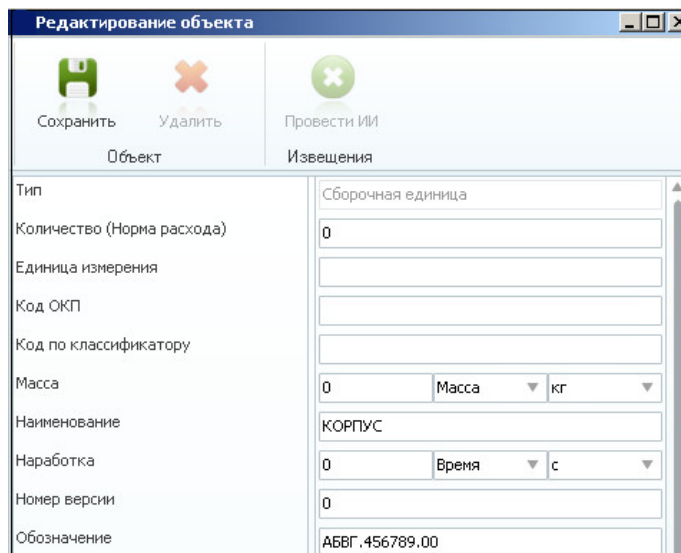 Редактирование объекта
Сохранить Удалить Провести ИИ
Объект Извещения
Тип Сборочная единица
Количество (Норма расхода) 0
Единица измерения
Код ОКП
Код по классификатору
Масса 0 Масса кг
Наименование КОРПУС
Наработка 0 Время с
Номер версии 0
Обозначение АБВГ.456789.00